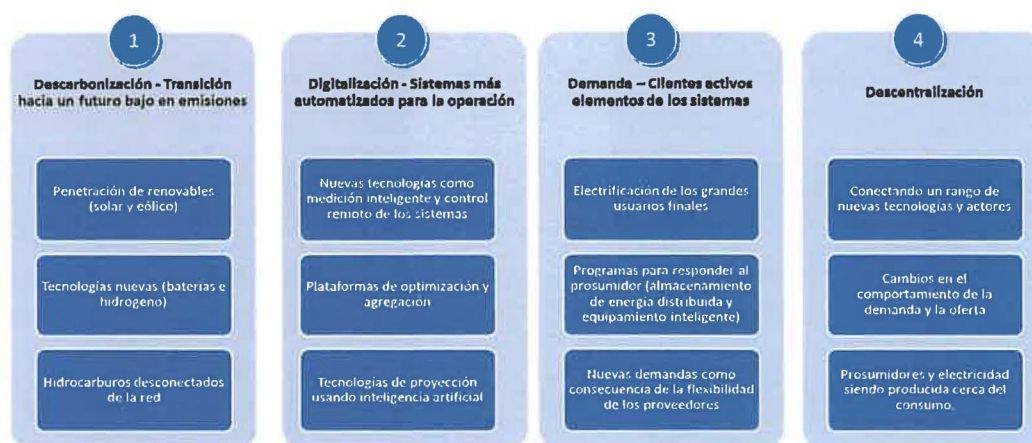 1
Descarbonización - Transición
hacia un futuro bajo en emisiones
Penetración de renovables
(solar y eólico)
Tecnologías nuevas (baterías e
hidrogeno)
Hidrocarburos desconectados
de la red
2
Digitalización - Sistemas más
automatizados para la operación
Nuevas tecnologías como
medición inteligente y control
remoto de los sistemas
Plataformas de optimización y
agregación
Tecnologías de proyección
usando inteligencia artificial
3
Demanda – Clientes activos
elementos de los sistemas
Electrificación de los grandes
usuarios finales
Programas para responder al
prosumidor (almacenamiento
de energía distribuida y
equipamiento inteligente)
Nuevas demandas como
consecuencia de la flexibilidad
de los proveedores
4
Descentralización
Conectando un rango de
nuevas tecnologías y actores
Cambios en el
comportamiento de la
demanda y la oferta
Prosumidores y electricidad
siendo producida cerca del
consumo.